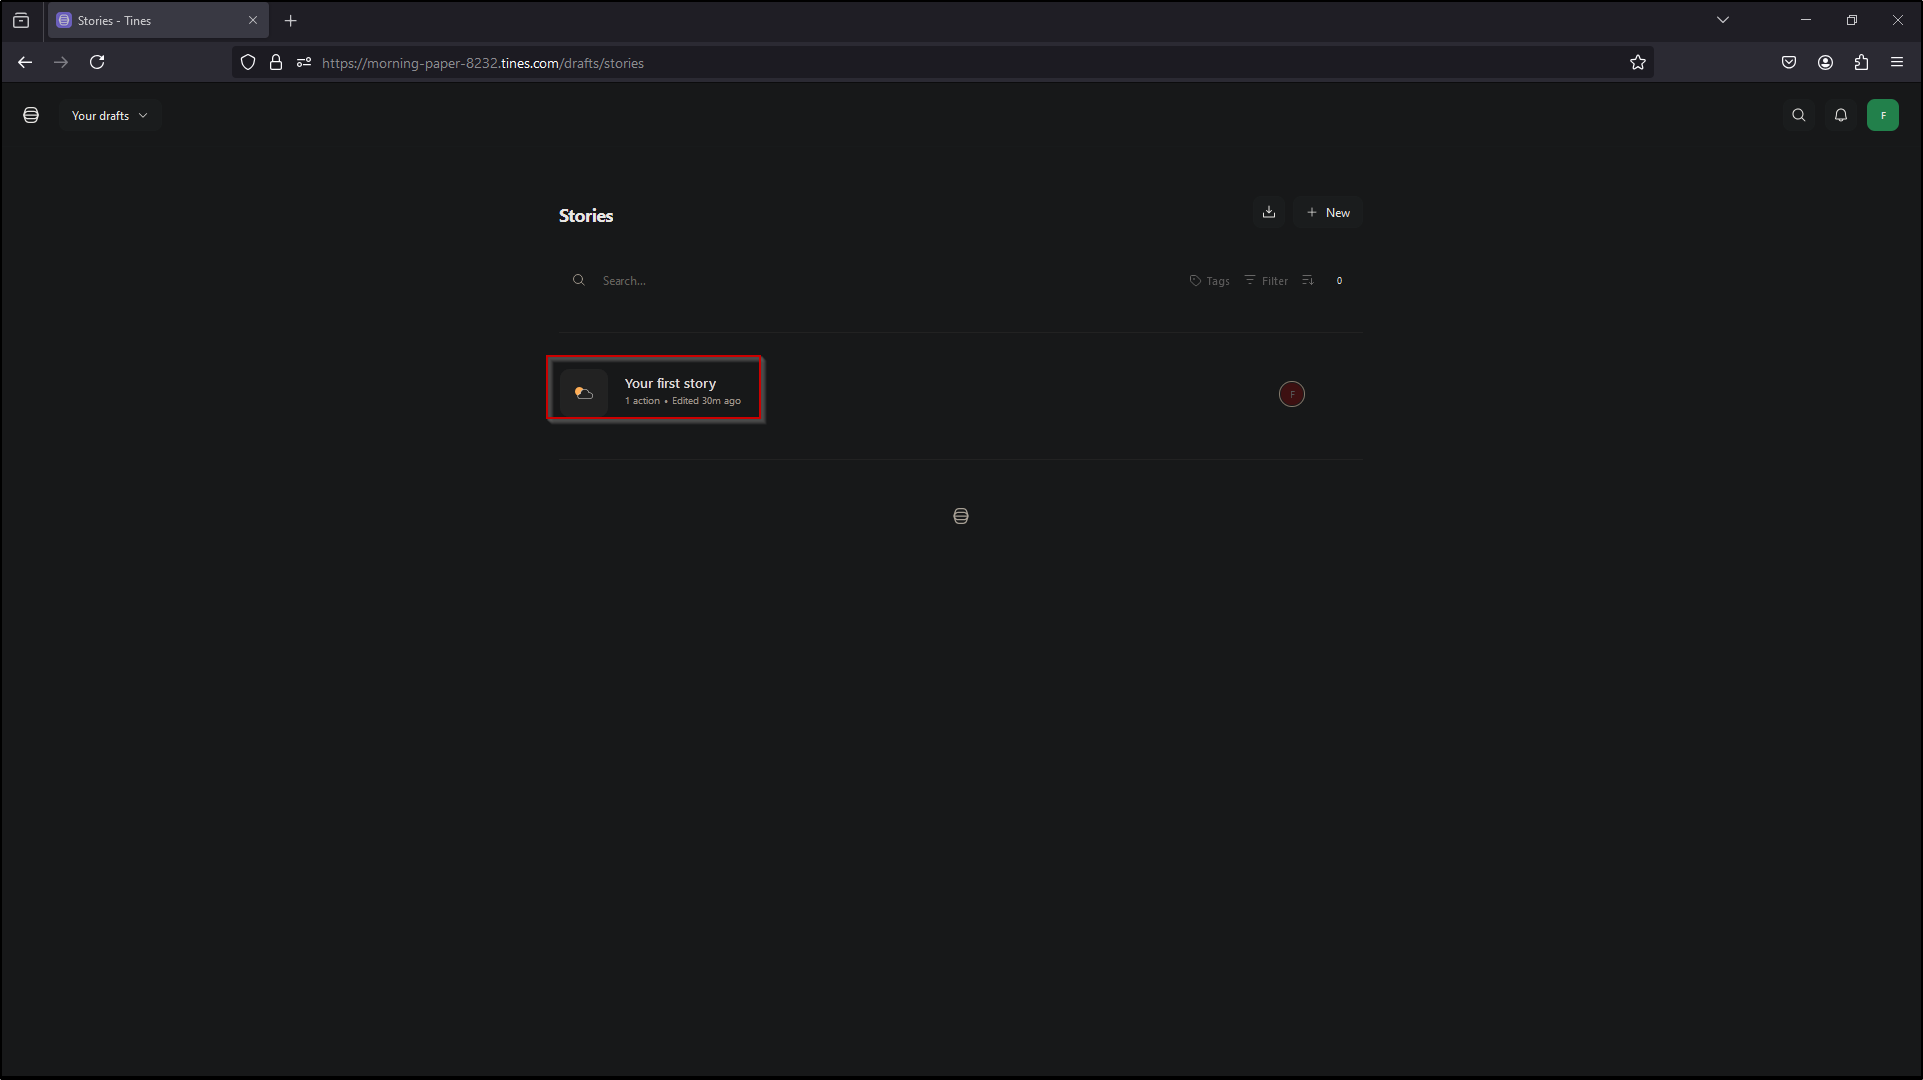 Stories - Tines
https://morning-paper-8232.tines.com/drafts/stories
Your drafts
F
Stories
New
Search...
Tags
Filter
0
Your first story
1 action • Edited 30m ago
F